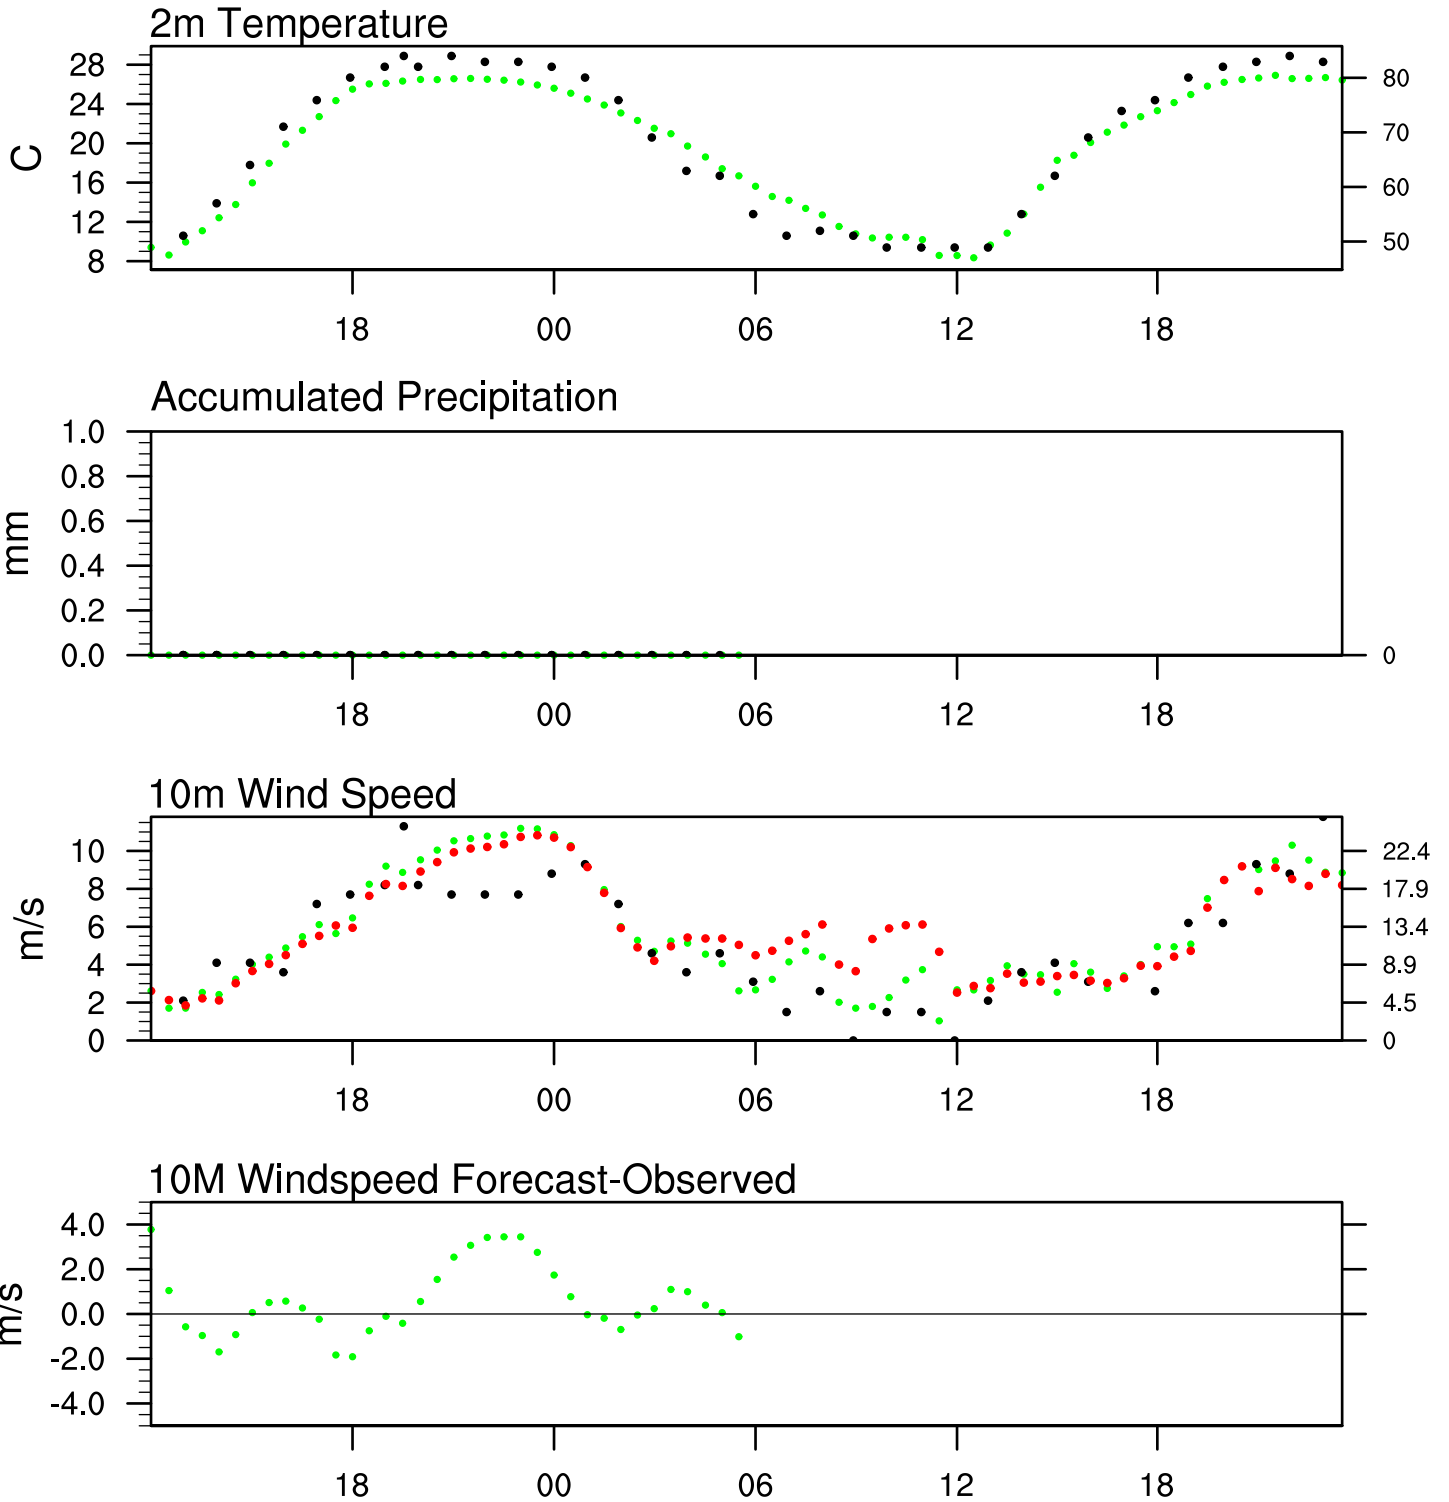 2m Temperature
28
24
20
16
12
8
C
80
70
60
50
18 00 06 12 18
Accumulated Precipitation
1.0
0.8
0.6
0.4
0.2
0.0
mm
0
18 00 06 12 18
10m Wind Speed
10
8
6
4
2
0
m/s
22.4
17.9
13.4
8.9
4.5
0
18 00 06 12 18
10M Windspeed Forecast-Observed
4.0
2.0
0.0
-2.0
-4.0
m/s
18 00 06 12 18